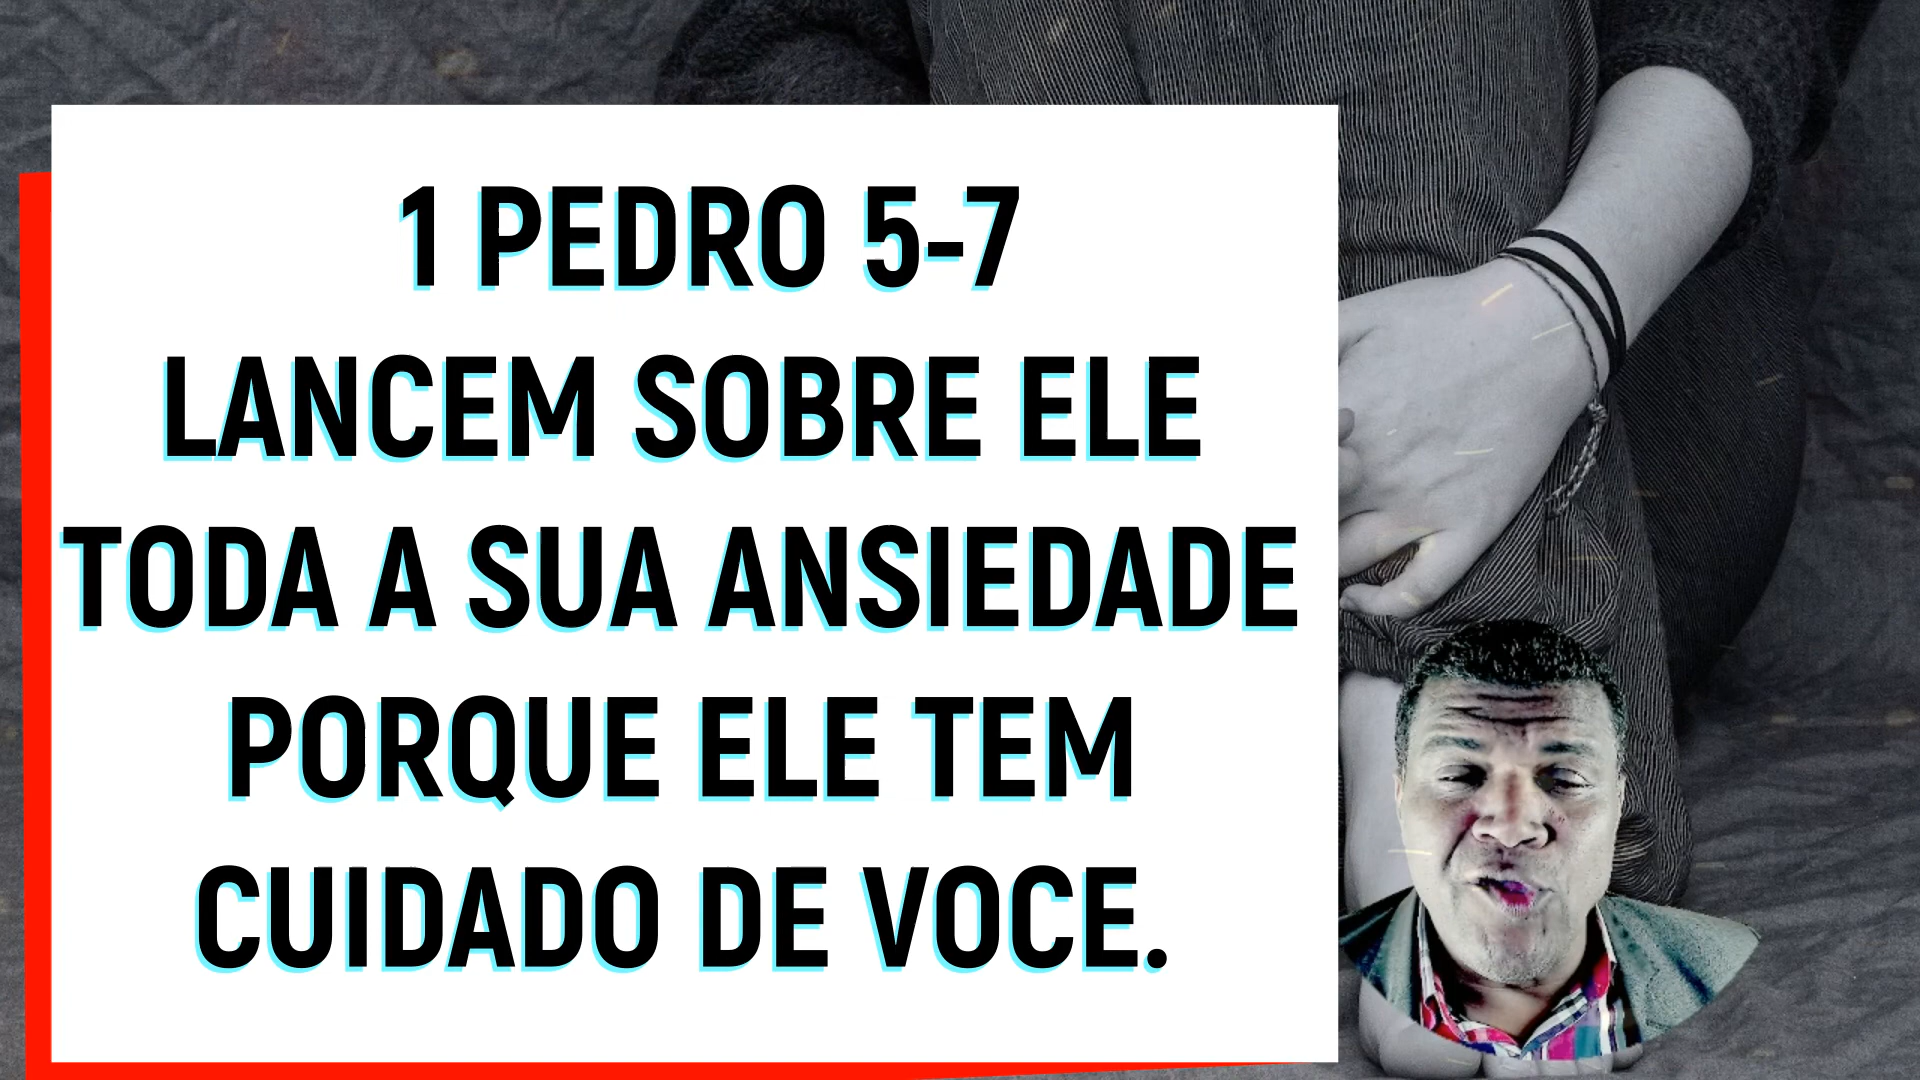 1 PEDRO 5-7
LANCEM SOBRE ELE
TODA A SUA ANSIEDADE
PORQUE ELE TEM
CUIDADO DE VOCE.